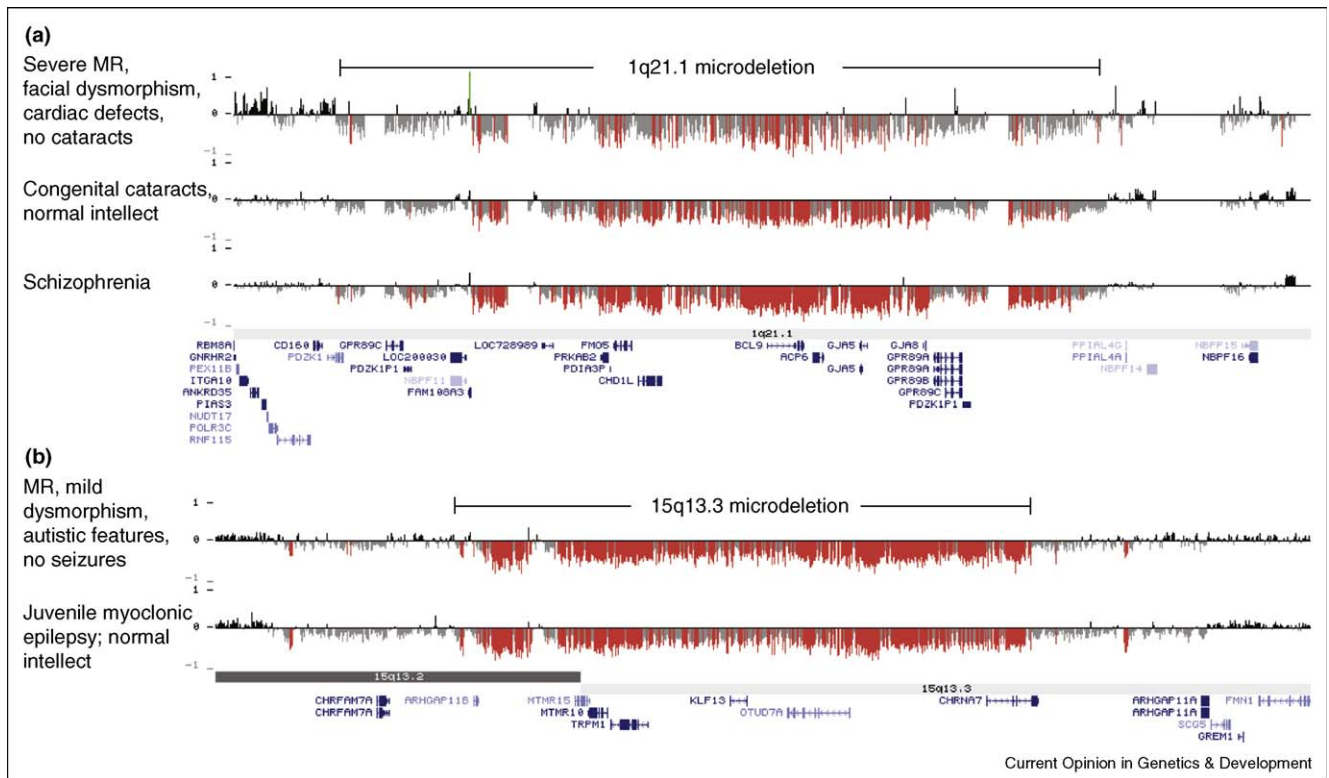 (a)
Severe MR,
facial dysmorphism,
cardiac defects,
no cataracts
1q21.1 microdeletion
1
0
-1
Congenital cataracts,
normal intellect
1
0
-1
Schizophrenia
1
0
-1
1q21.1
RBM8A CD160 GPR89C LOC728989 FMO5 BCL9 GJA5 GJA8 PPIAL4G NBPF15
GNRHR2 PDZK1 LOC200030 PRKAB2 ACP6 GPR89A PPIAL4A NBPF16
PEX11B PDZK1P1 PDIA3P GJA5 GPR89A NBPF14
ITGA10 NBPF11 CHD1L GPR89B
ANKRD35 FAM108A3 GPR89C
PIAS3 PDZK1P1
NUDT17
POLR3C
RNF115
(b)
MR, mild
dysmorphism,
autistic features,
no seizures
15q13.3 microdeletion
1
0
-1
Juvenile myoclonic
epilepsy; normal
intellect
1
0
-1
15q13.2
15q13.3
CHRFAM7A ARHGAP11B MTMR15 KLF13 CHRNA7 ARHGAP11A FMN1
CHRFAM7A MTMR10 OTUD7A ARHGAP11A
TRPM1 SCG5
GREM1
Current Opinion in Genetics & Development